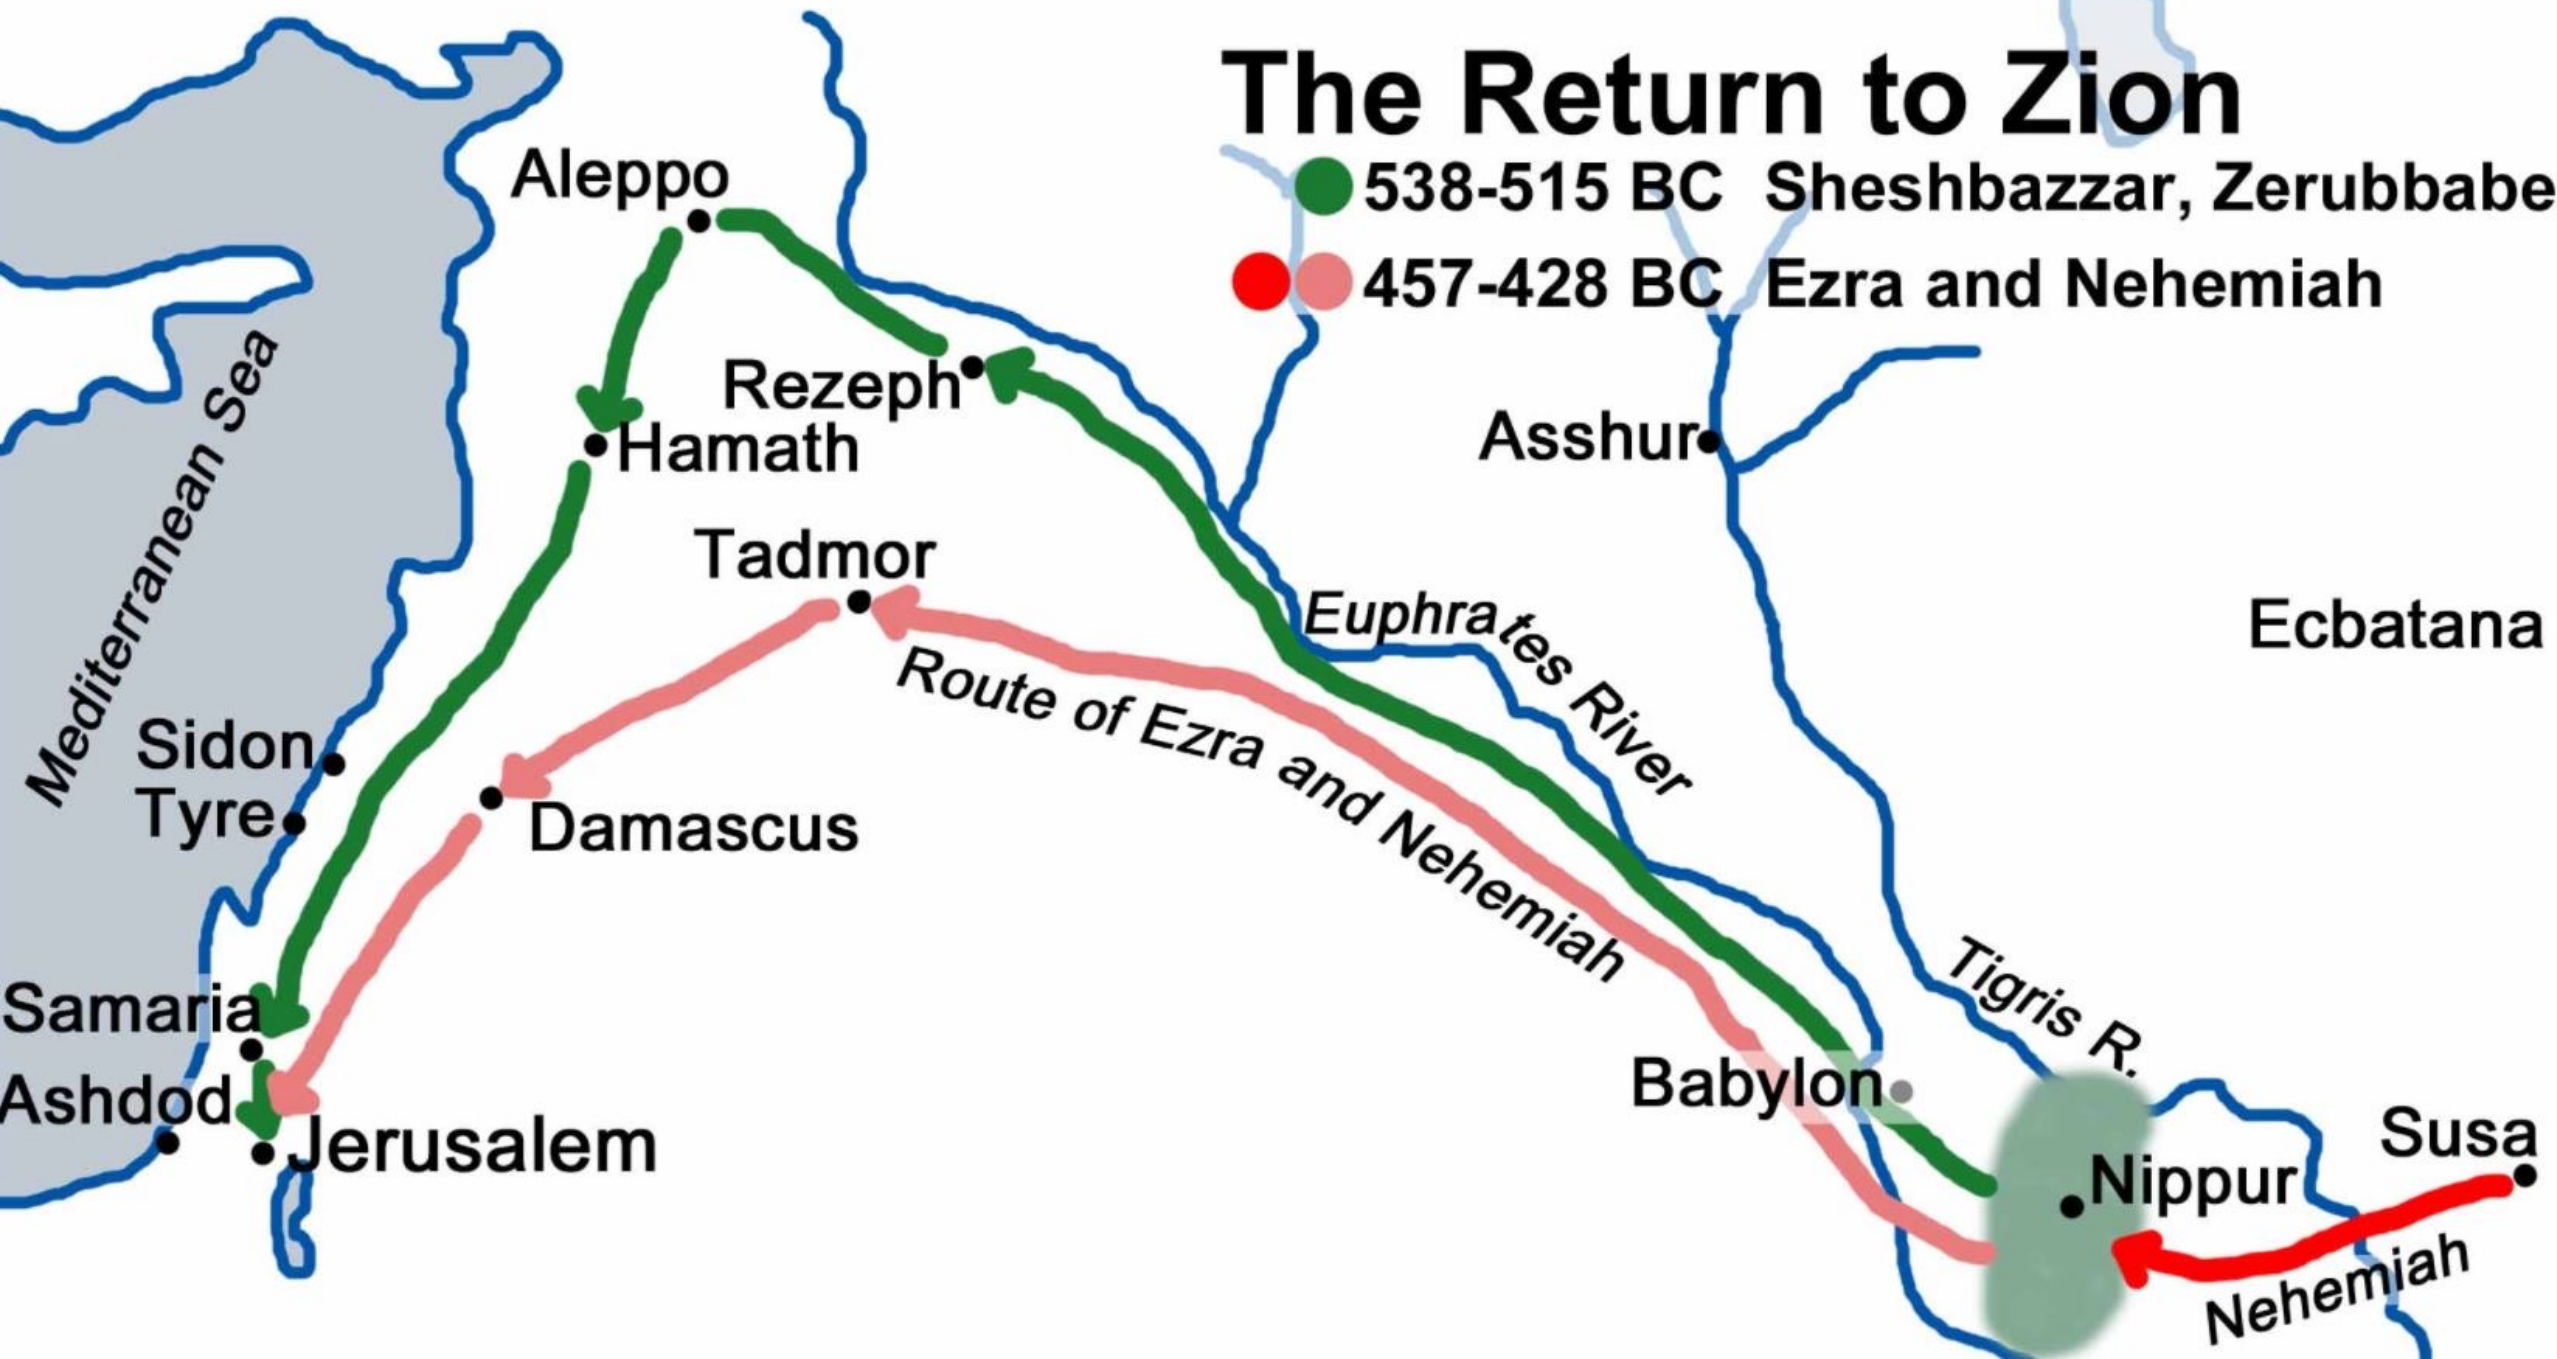 The Return to Zion
538-515 BC Sheshbazzar, Zerubbabe
457-428 BC Ezra and Nehemiah
Aleppo
Rezeph
Hamath
Asshur
Mediterranean Sea
Tadmor
Euphrates River
Ecbatana
Route of Ezra and Nehemiah
Sidon
Tyre
Damascus
Tigris R.
Samaria
Babylon
Ashdod
Jerusalem
Susa
Nippur
Nehemiah